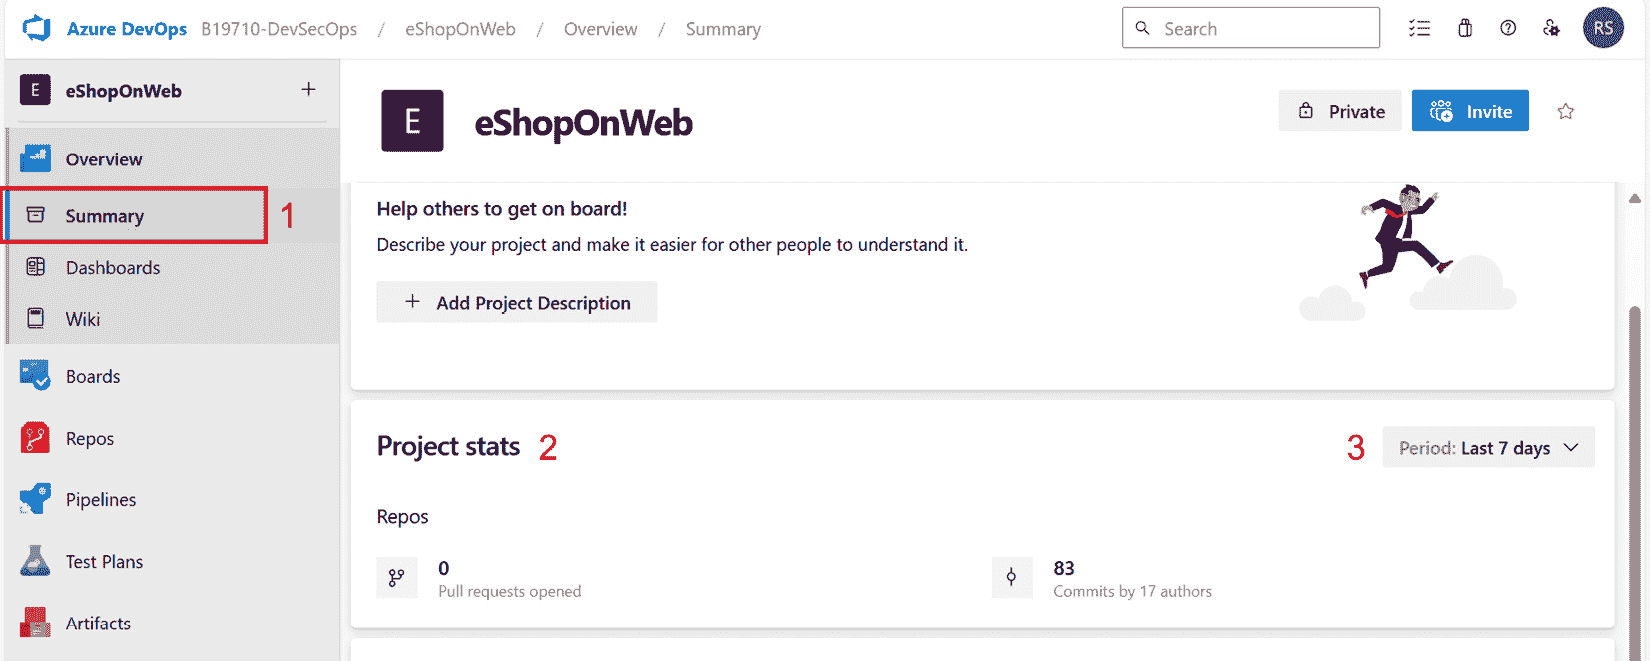 Azure DevOps B19710-DevSecOps / eShopOnWeb / Overview / Summary
Search
RS
E eShopOnWeb +
Overview
Summary 1
Dashboards
Wiki
Boards
Repos
Pipelines
Test Plans
Artifacts
E eShopOnWeb
Private
Invite
Help others to get on board!
Describe your project and make it easier for other people to understand it.
+ Add Project Description
Project stats 2
3 Period: Last 7 days
Repos
0
Pull requests opened
83
Commits by 17 authors